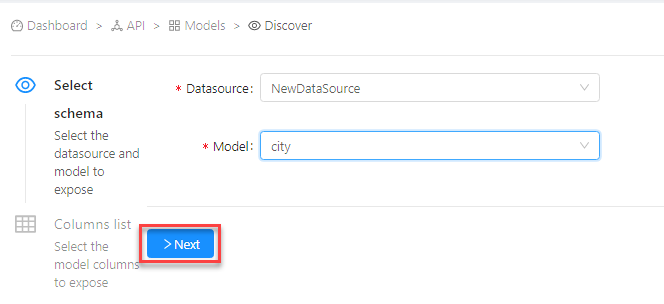 Dashboard > API > Models > Discover
Select
schema
Select the
datasource and
model to
expose
* Datasource: NewDataSource
* Model: city
Columns list
Select the
model columns
to expose
> Next